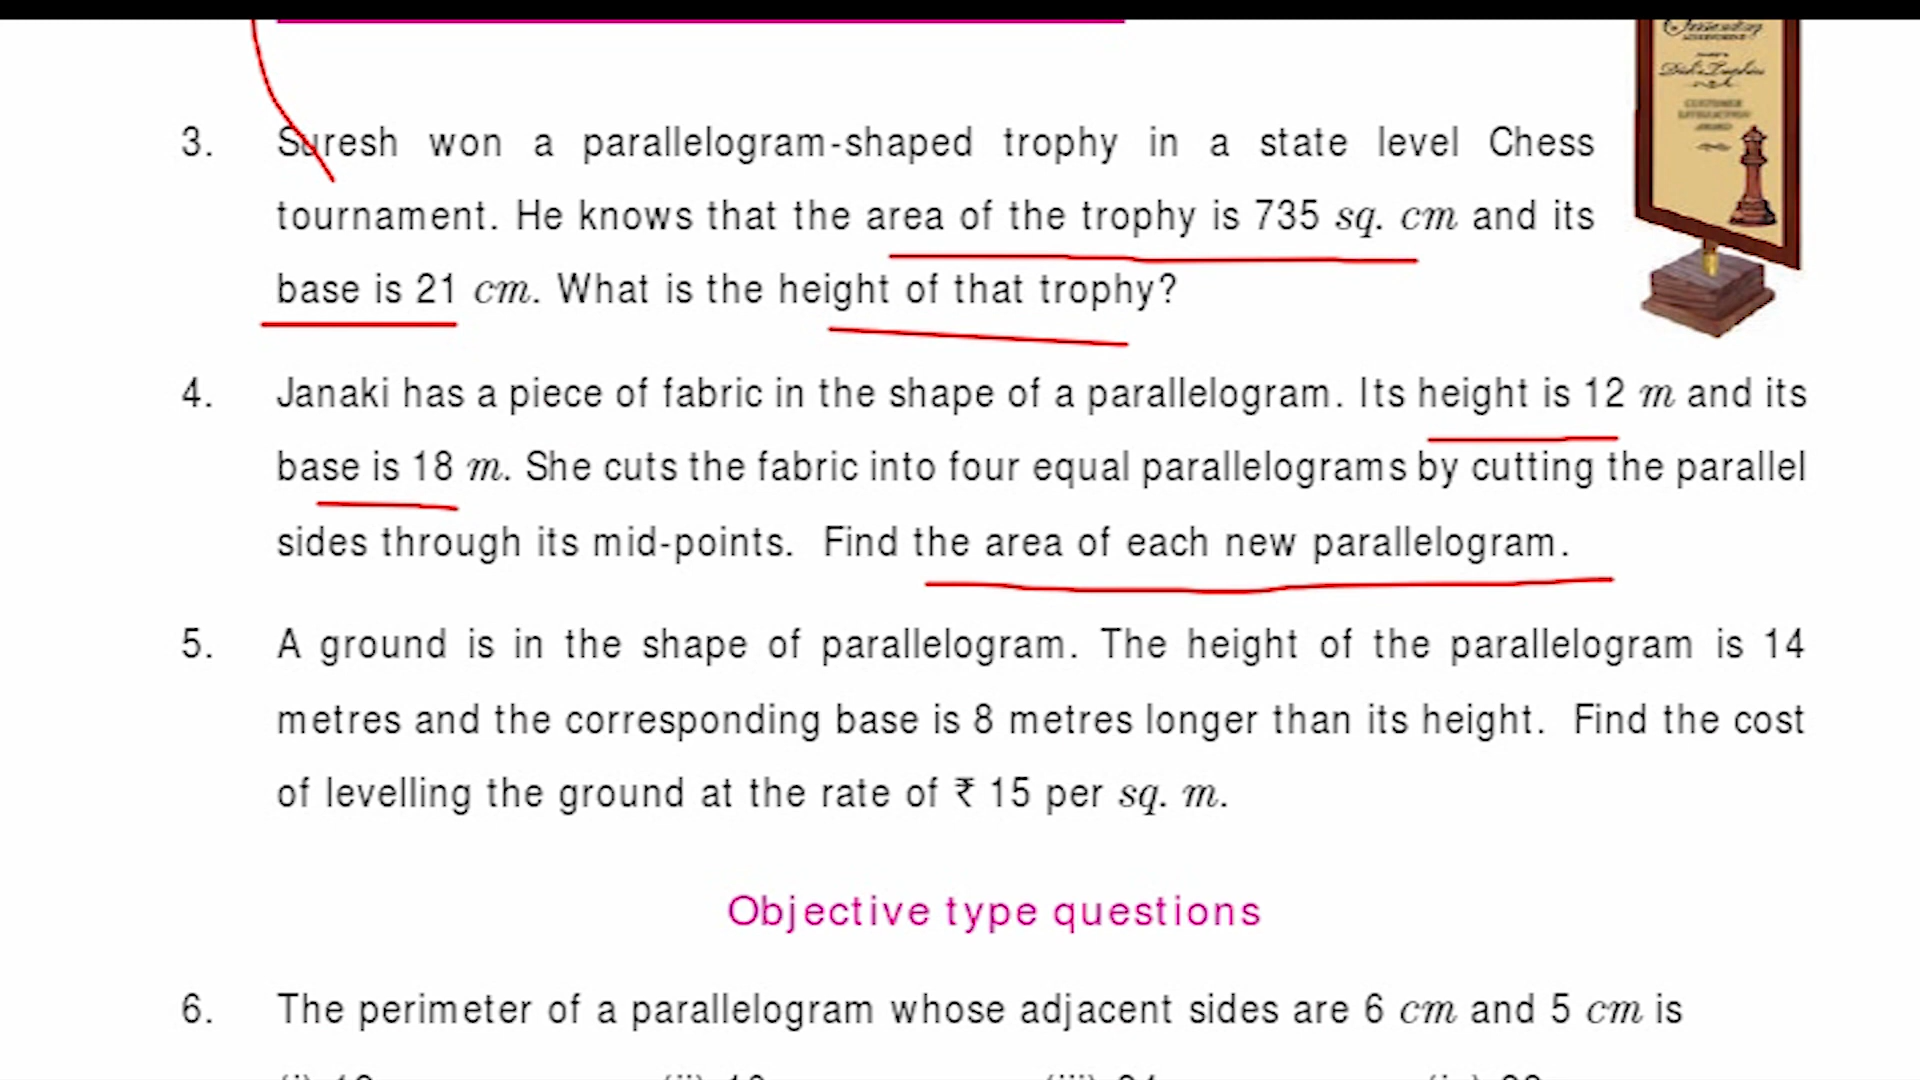 3. Suresh won a parallelogram-shaped trophy in a state level Chess
tournament. He knows that the area of the trophy is 735 sq. cm and its
base is 21 cm. What is the height of that trophy?
4. Janaki has a piece of fabric in the shape of a parallelogram. Its height is 12 m and its
base is 18 m. She cuts the fabric into four equal parallelograms by cutting the parallel
sides through its mid-points. Find the area of each new parallelogram.
5. A ground is in the shape of parallelogram. The height of the parallelogram is 14
metres and the corresponding base is 8 metres longer than its height. Find the cost
of levelling the ground at the rate of ₹ 15 per sq. m.
Objective type questions
6. The perimeter of a parallelogram whose adjacent sides are 6 cm and 5 cm is